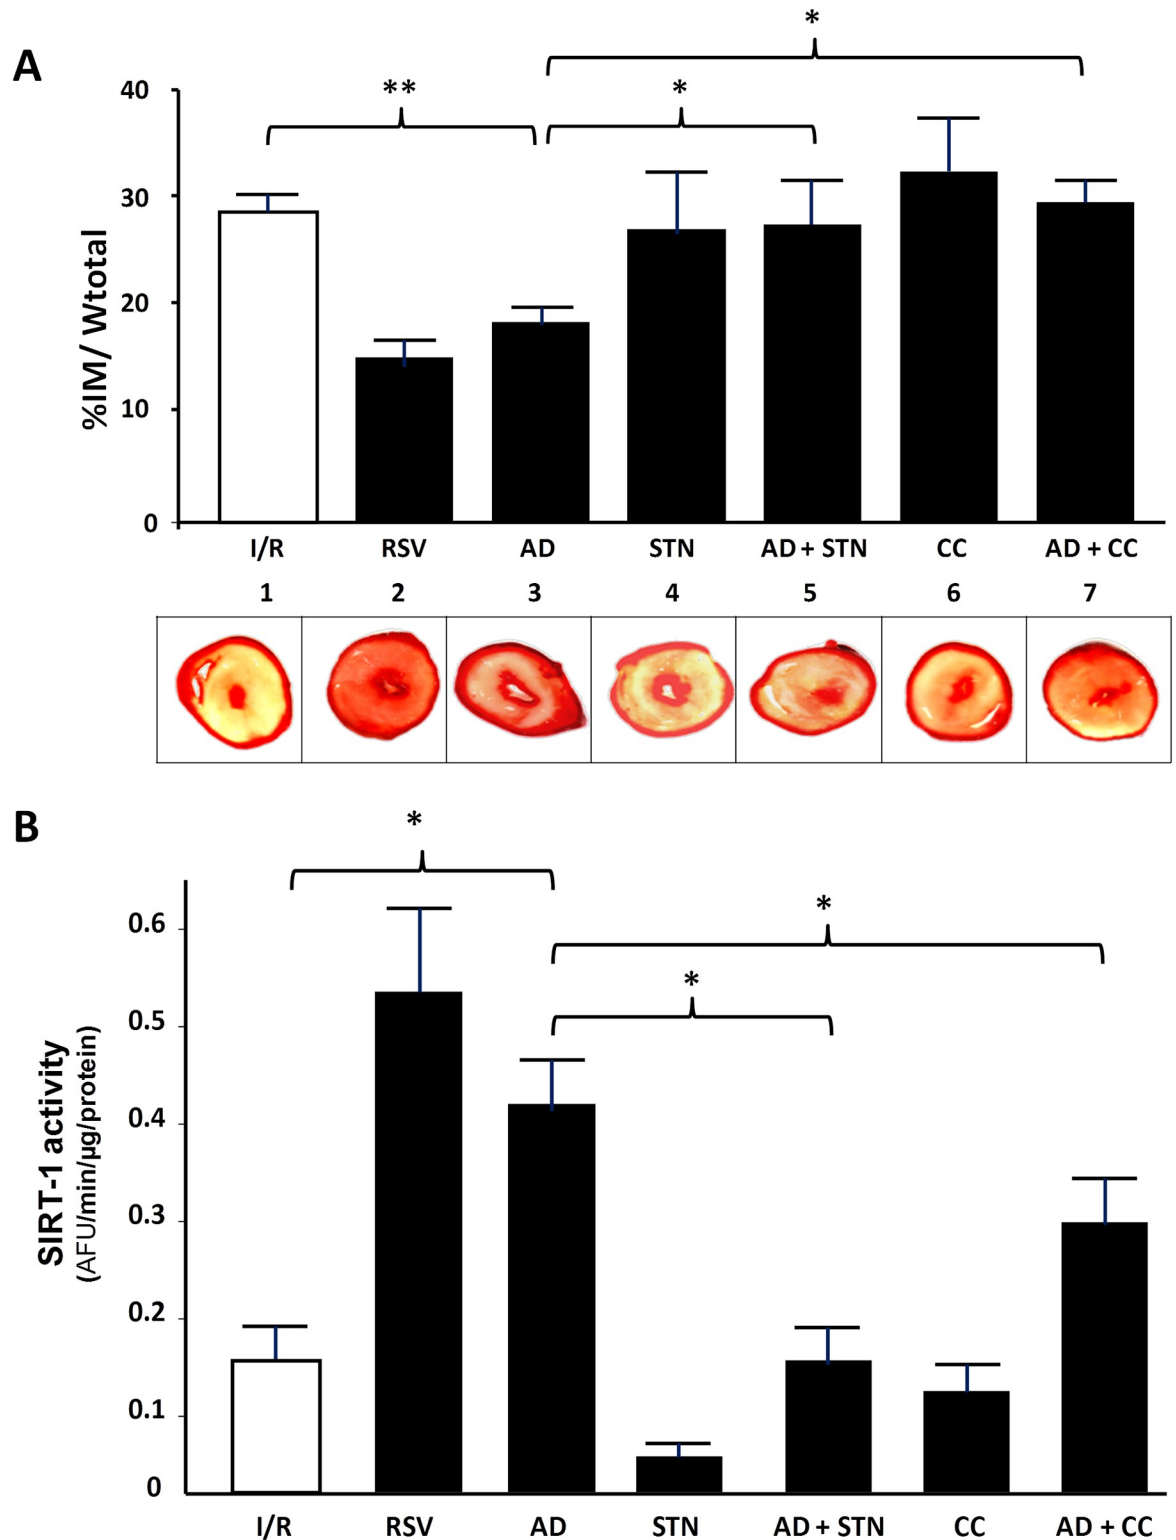 A
*
**
*
40
30
20
10
0
%IM/ Wtotal
I/R RSV AD STN AD + STN CC AD + CC
1 2 3 4 5 6 7
B
*
*
*
0.6
0.5
0.4
0.3
0.2
0.1
0
SIRT-1 activity
(AFU/min/µg/protein)
I/R RSV AD STN AD + STN CC AD + CC